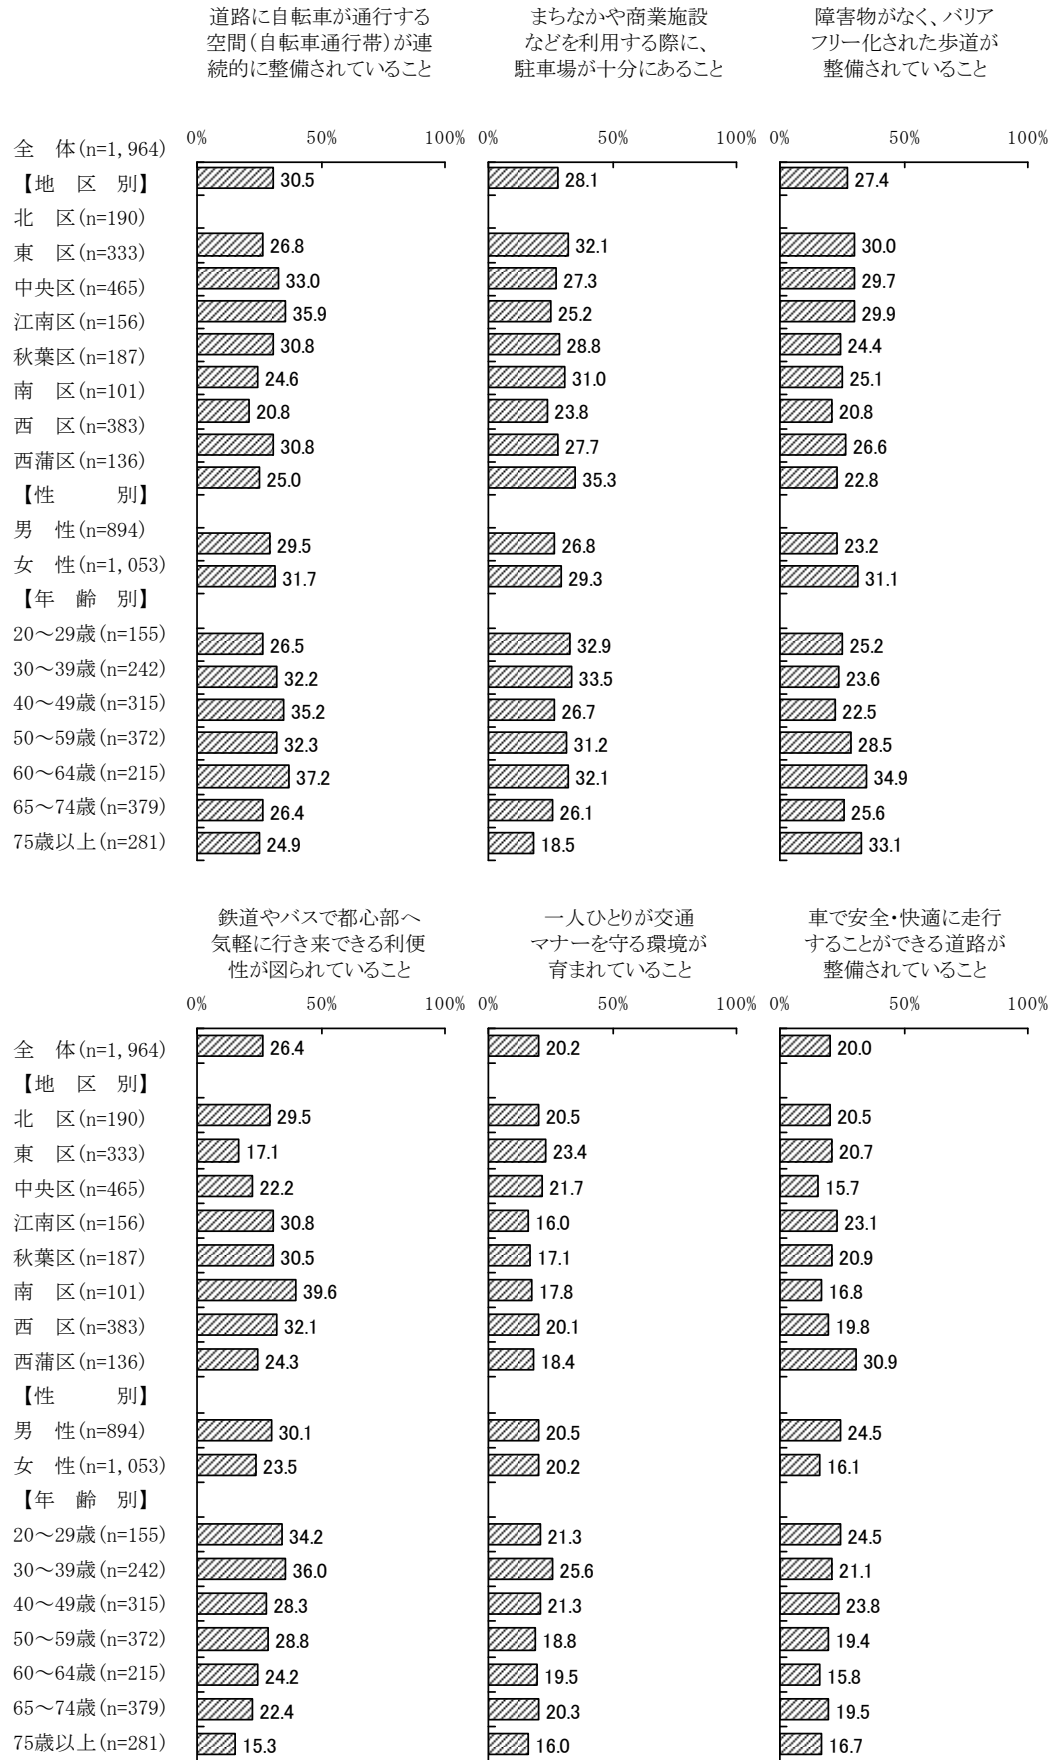 道路に自転車が通行する
空間(自転車通行帯)が連
続的に整備されていること
まちなかや商業施設
などを利用する際に、
駐車場が十分にあること
障害物がなく、バリア
フリー化された歩道が
整備されていること
0% 50% 100% 0% 50% 100% 0% 50% 100%
全 体(n=1,964) 30.5 28.1 27.4
【地 区 別】
北 区(n=190) 26.8 32.1 30.0
東 区(n=333) 33.0 27.3 29.7
中央区(n=465) 35.9 25.2 29.9
江南区(n=156) 30.8 28.8 24.4
秋葉区(n=187) 24.6 31.0 25.1
南 区(n=101) 20.8 23.8 20.8
西 区(n=383) 30.8 27.7 26.6
西蒲区(n=136) 25.0 35.3 22.8
【性 別】
男 性(n=894) 29.5 26.8 23.2
女 性(n=1,053) 31.7 29.3 31.1
【年 齢 別】
20～29歳(n=155) 26.5 32.9 25.2
30～39歳(n=242) 32.2 33.5 23.6
40～49歳(n=315) 35.2 26.7 22.5
50～59歳(n=372) 32.3 31.2 28.5
60～64歳(n=215) 37.2 32.1 34.9
65～74歳(n=379) 26.4 26.1 25.6
75歳以上(n=281) 24.9 18.5 33.1
鉄道やバスで都心部へ
気軽に行き来できる利便
性が図られていること
一人ひとりが交通
マナーを守る環境が
育まれていること
車で安全・快適に走行
することができる道路が
整備されていること
0% 50% 100% 0% 50% 100% 0% 50% 100%
全 体(n=1,964) 26.4 20.2 20.0
【地 区 別】
北 区(n=190) 29.5 20.5 20.5
東 区(n=333) 17.1 23.4 20.7
中央区(n=465) 22.2 21.7 15.7
江南区(n=156) 30.8 16.0 23.1
秋葉区(n=187) 30.5 17.1 20.9
南 区(n=101) 39.6 17.8 16.8
西 区(n=383) 32.1 20.1 19.8
西蒲区(n=136) 24.3 18.4 30.9
【性 別】
男 性(n=894) 30.1 20.5 24.5
女 性(n=1,053) 23.5 20.2 16.1
【年 齢 別】
20～29歳(n=155) 34.2 21.3 24.5
30～39歳(n=242) 36.0 25.6 21.1
40～49歳(n=315) 28.3 21.3 23.8
50～59歳(n=372) 28.8 18.8 19.4
60～64歳(n=215) 24.2 19.5 15.8
65～74歳(n=379) 22.4 20.3 19.5
75歳以上(n=281) 15.3 16.0 16.7